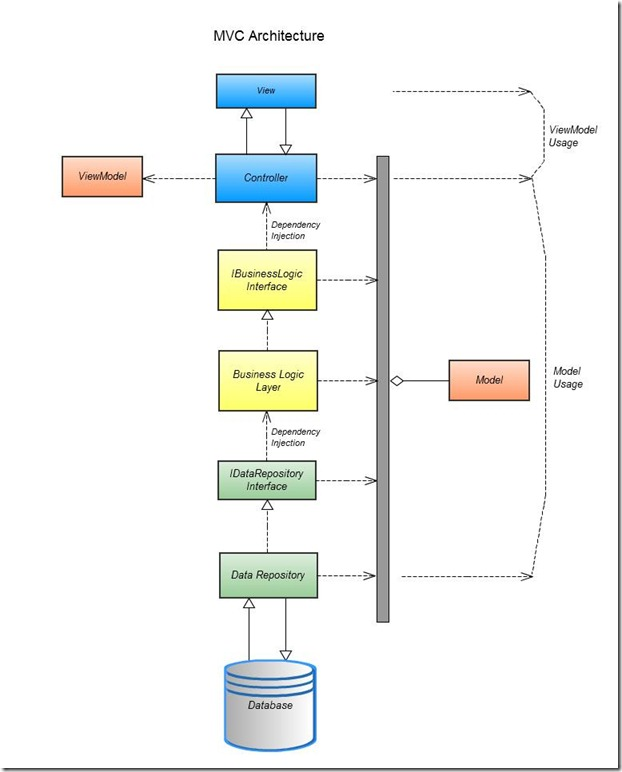 MVC Architecture
View
ViewModel
Usage
ViewModel
Controller
Dependency
Injection
IBusinessLogic
Interface
Business Logic
Layer
Model
Model
Usage
Dependency
Injection
IDataRepository
Interface
Data Repository
Database